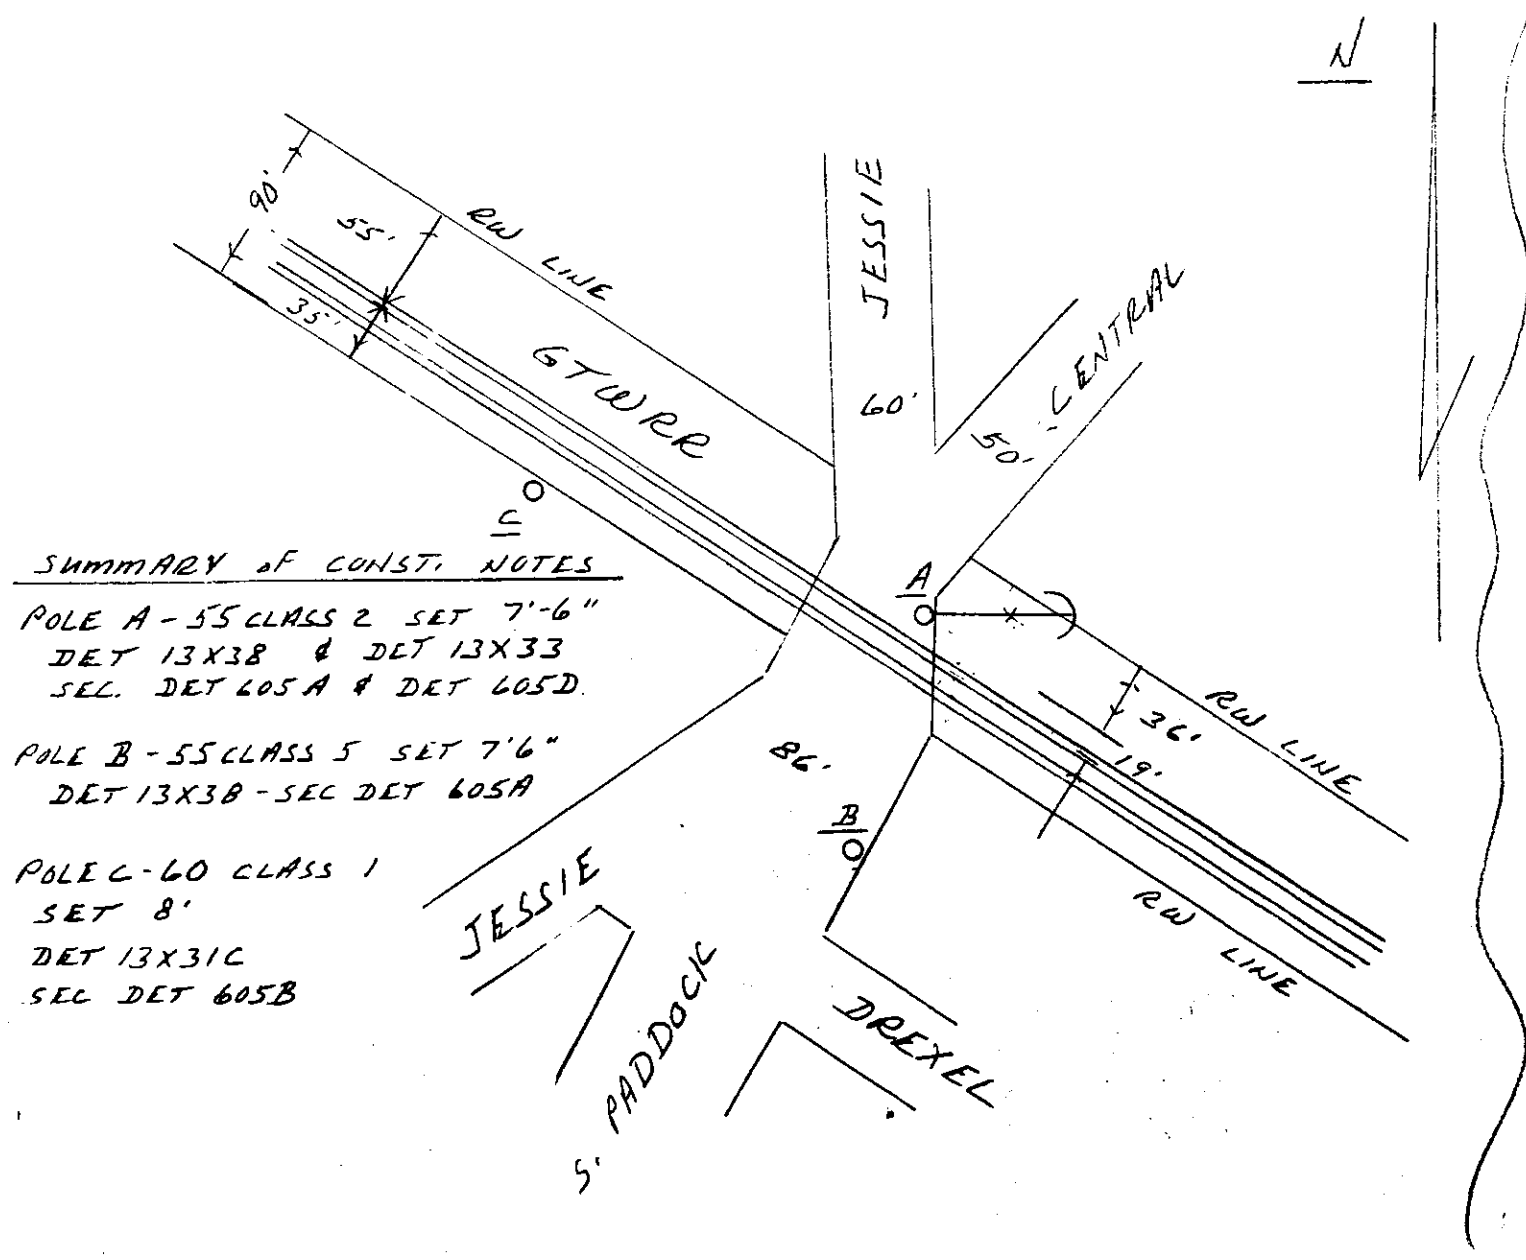 N
90'
55'
35'
RW LINE
GTWRR
JESSIE
60'
50'
CENTRAL
C
A
SUMMARY OF CONST. NOTES
POLE A - 55 CLASS 2 SET 7'-6"
DET 13X38 & DET 13X33
SEC. DET 605A & DET 605D.
POLE B - 55 CLASS 5 SET 7'6"
DET 13X38 - SEC DET 605A
POLE C - 60 CLASS 1
SET 8'
DET 13X31C
SEC DET 605B
RW LINE
36'
19'
86'
B
RW LINE
JESSIE
S. PADDOCK
DREXEL